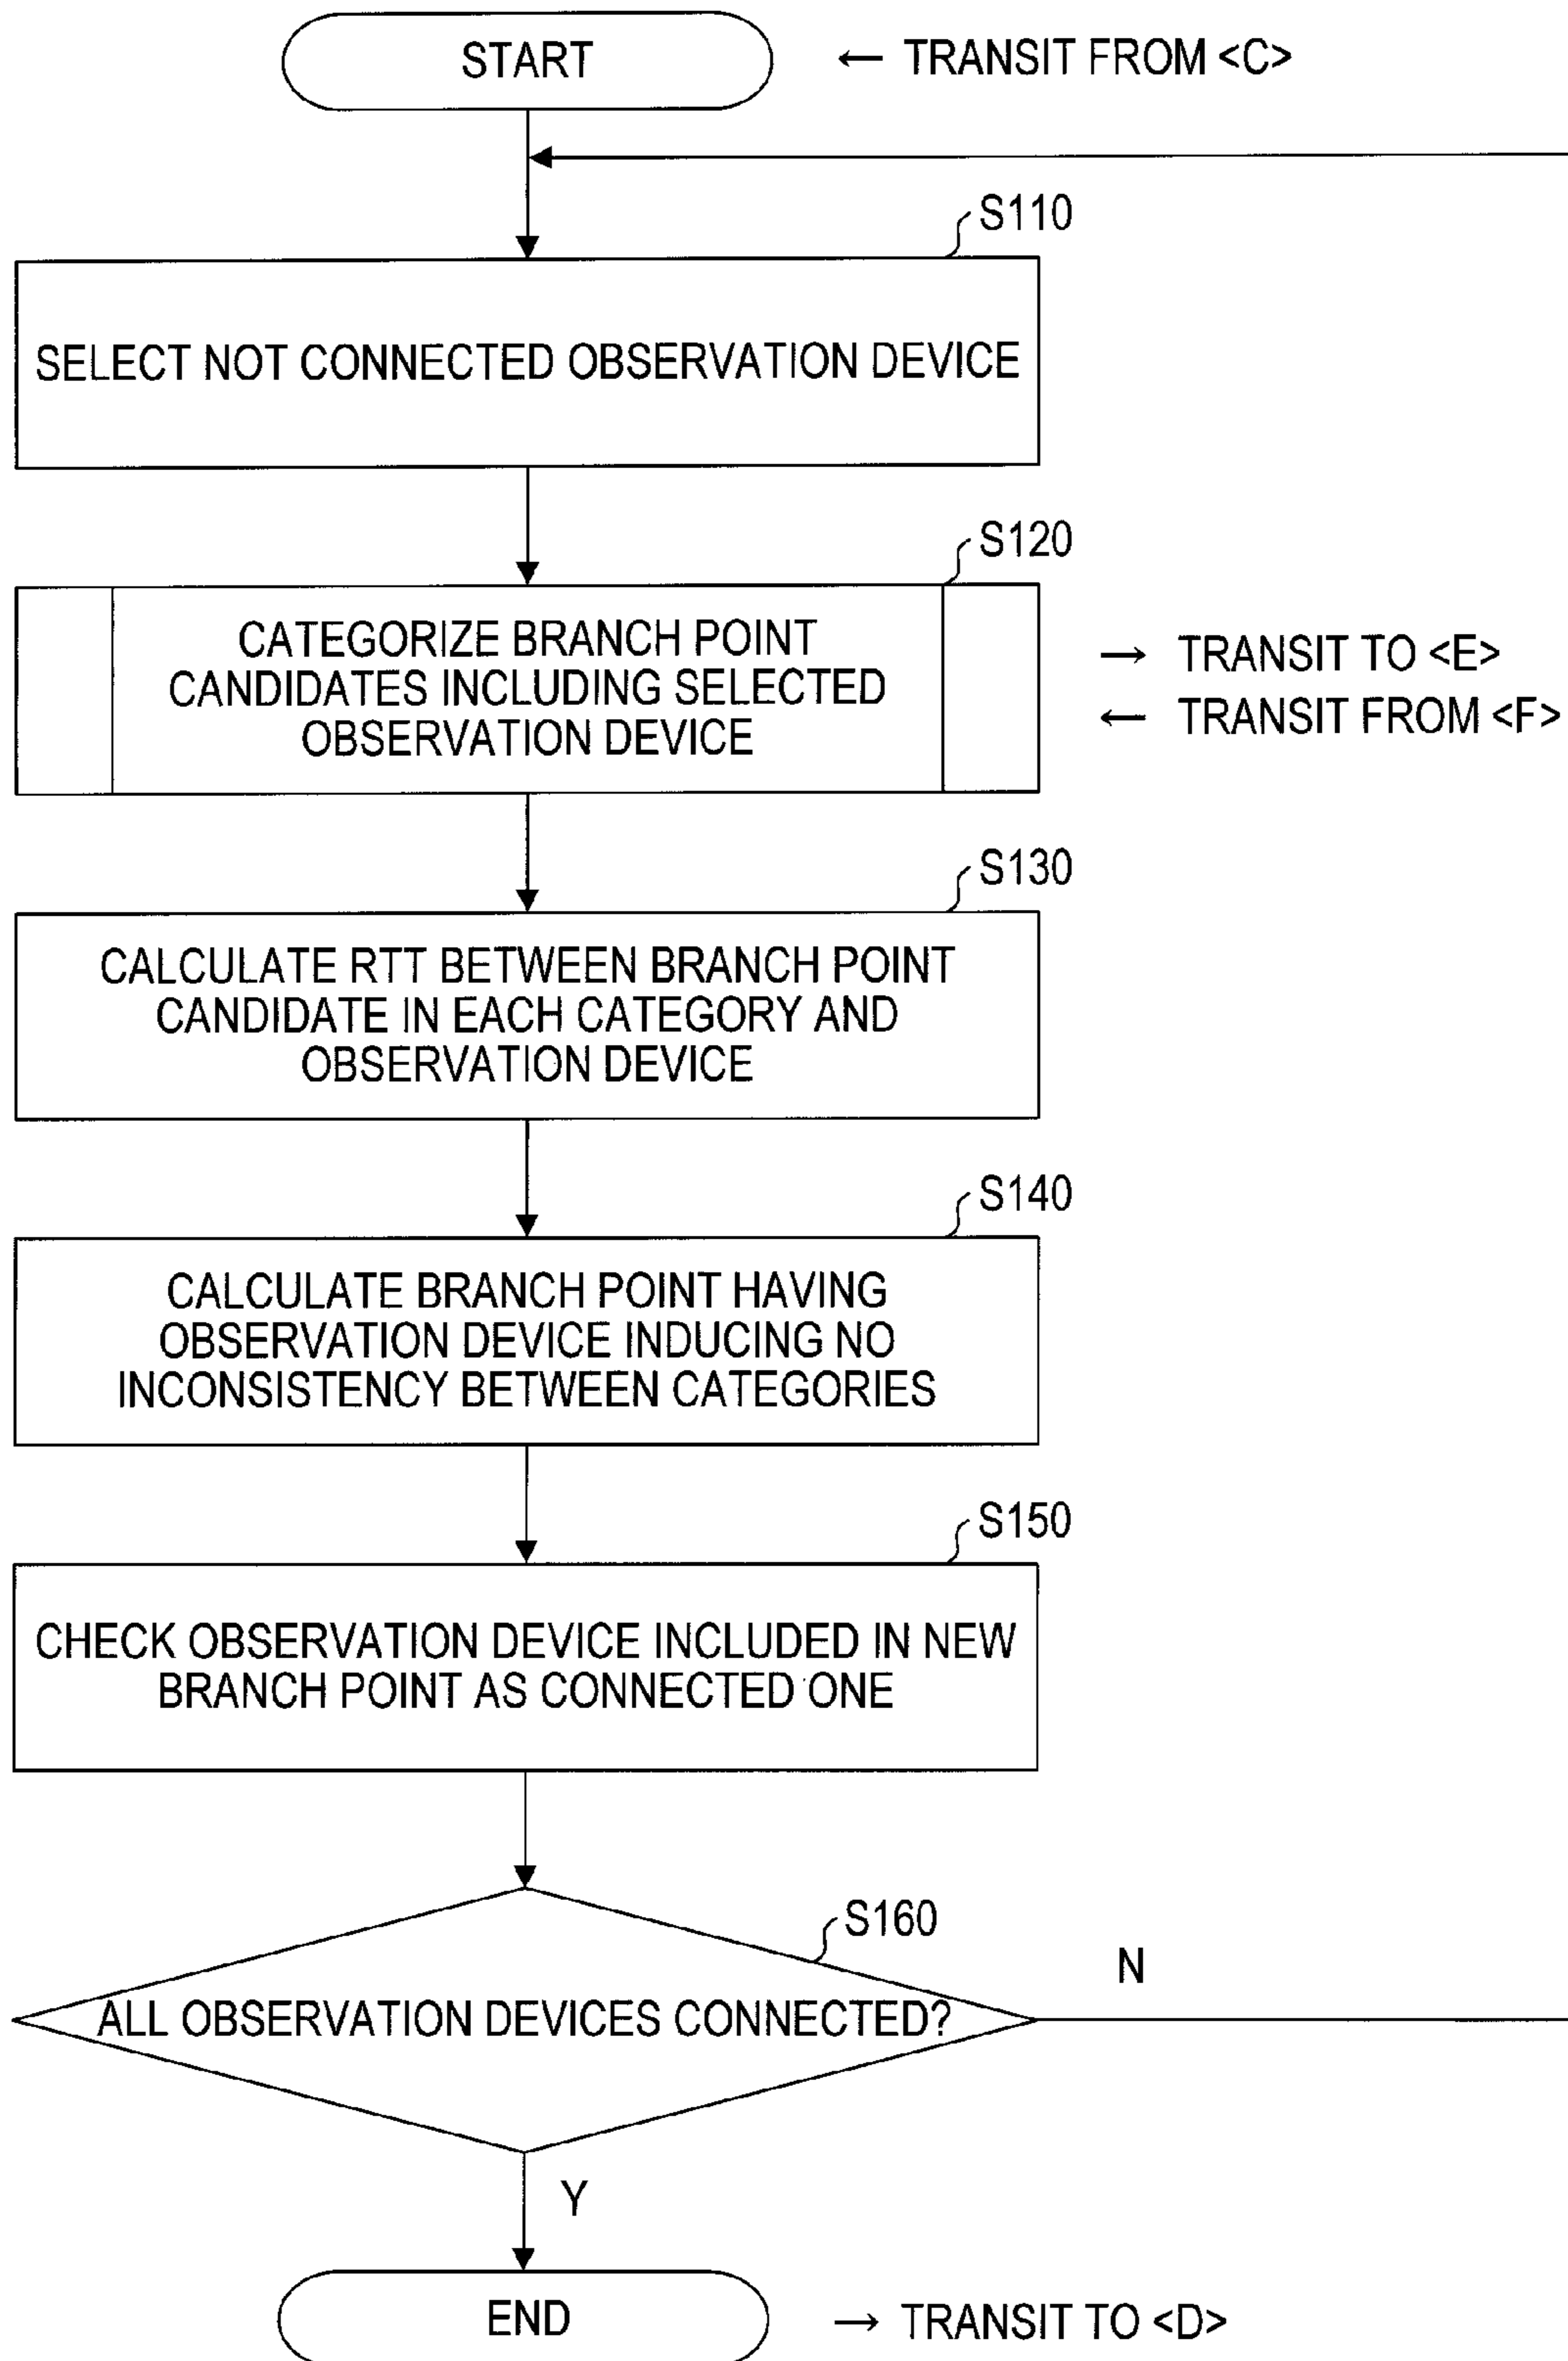 START
← TRANSIT FROM <C>
S110
SELECT NOT CONNECTED OBSERVATION DEVICE
S120
CATEGORIZE BRANCH POINT
CANDIDATES INCLUDING SELECTED
OBSERVATION DEVICE
→ TRANSIT TO <E>
← TRANSIT FROM <F>
S130
CALCULATE RTT BETWEEN BRANCH POINT
CANDIDATE IN EACH CATEGORY AND
OBSERVATION DEVICE
S140
CALCULATE BRANCH POINT HAVING
OBSERVATION DEVICE INDUCING NO
INCONSISTENCY BETWEEN CATEGORIES
S150
CHECK OBSERVATION DEVICE INCLUDED IN NEW
BRANCH POINT AS CONNECTED ONE
S160
ALL OBSERVATION DEVICES CONNECTED?
N
Y
END
→ TRANSIT TO <D>